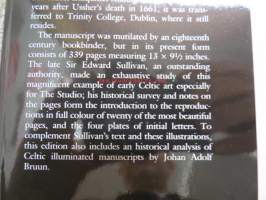 years after Ussher's death in 1661, it was trans-
ferred to Trinity College, Dublin, where it still
resides.
The manuscript was mutilated by an eighteenth
century bookbinder, but in its present form
consists of 339 pages measuring 13 × 9½ inches.
The late Sir Edward Sullivan, an outstanding
authority, made an exhaustive study of this
magnificent example of early Celtic art especially
for The Studio; his historical survey and notes on
the pages form the introduction to the reproduc-
tions in full colour of twenty of the most beautiful
pages, and the four plates of initial letters. To
complement Sullivan's text and these illustrations,
this edition also includes an historical analysis of
Celtic illuminated manuscripts by Johan Adolf
Bruun.